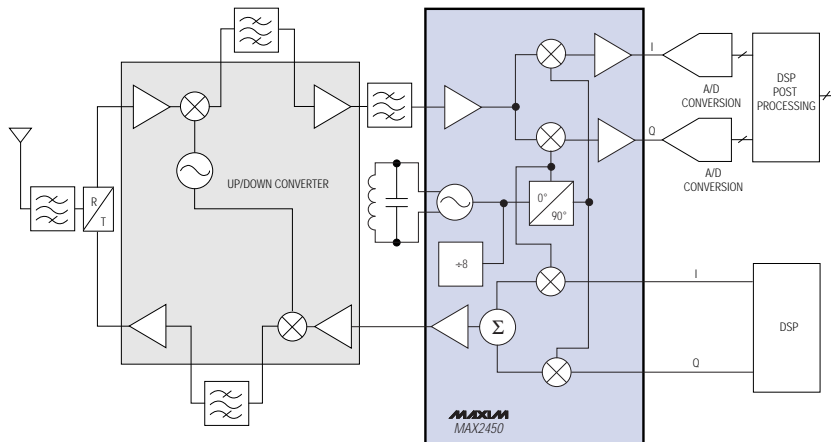 I
A/D
CONVERSION
DSP
POST
PROCESSING
Q
A/D
CONVERSION
UP/DOWN CONVERTER
R
T
0°
90°
÷8
Σ
I
DSP
Q
MAXIM
MAX2450